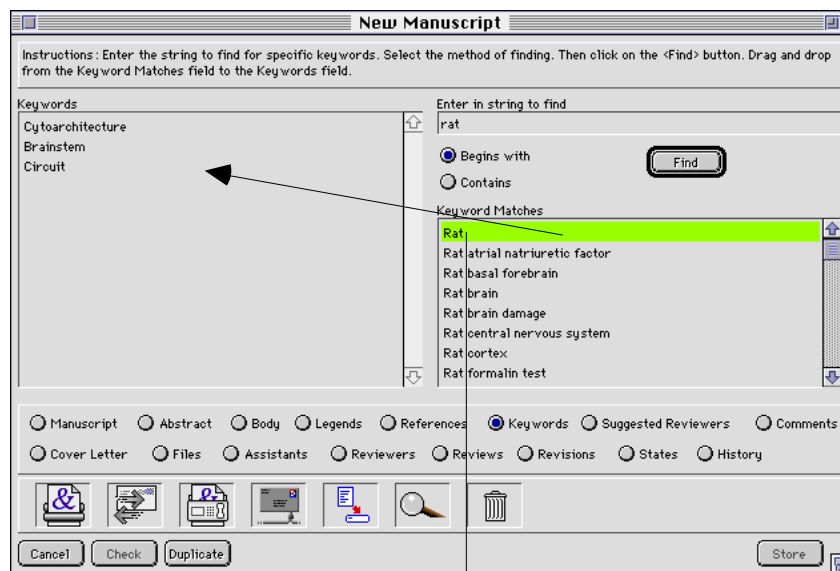 New Manuscript
Instructions: Enter the string to find for specific keywords. Select the method of finding. Then click on the <Find> button. Drag and drop
from the Keyword Matches field to the Keywords field.
Keywords
Cytoarchitecture
Brainstem
Circuit
Enter in string to find
rat
Begins with
Contains
Find
Keyword Matches
Rat
Rat atrial natriuretic factor
Rat basal forebrain
Rat brain
Rat brain damage
Rat central nervous system
Rat cortex
Rat formalin test
Manuscript Abstract Body Legends References Keywords Suggested Reviewers Comments
Cover Letter Files Assistants Reviewers Reviews Revisions States History
& &
Cancel Check Duplicate Store